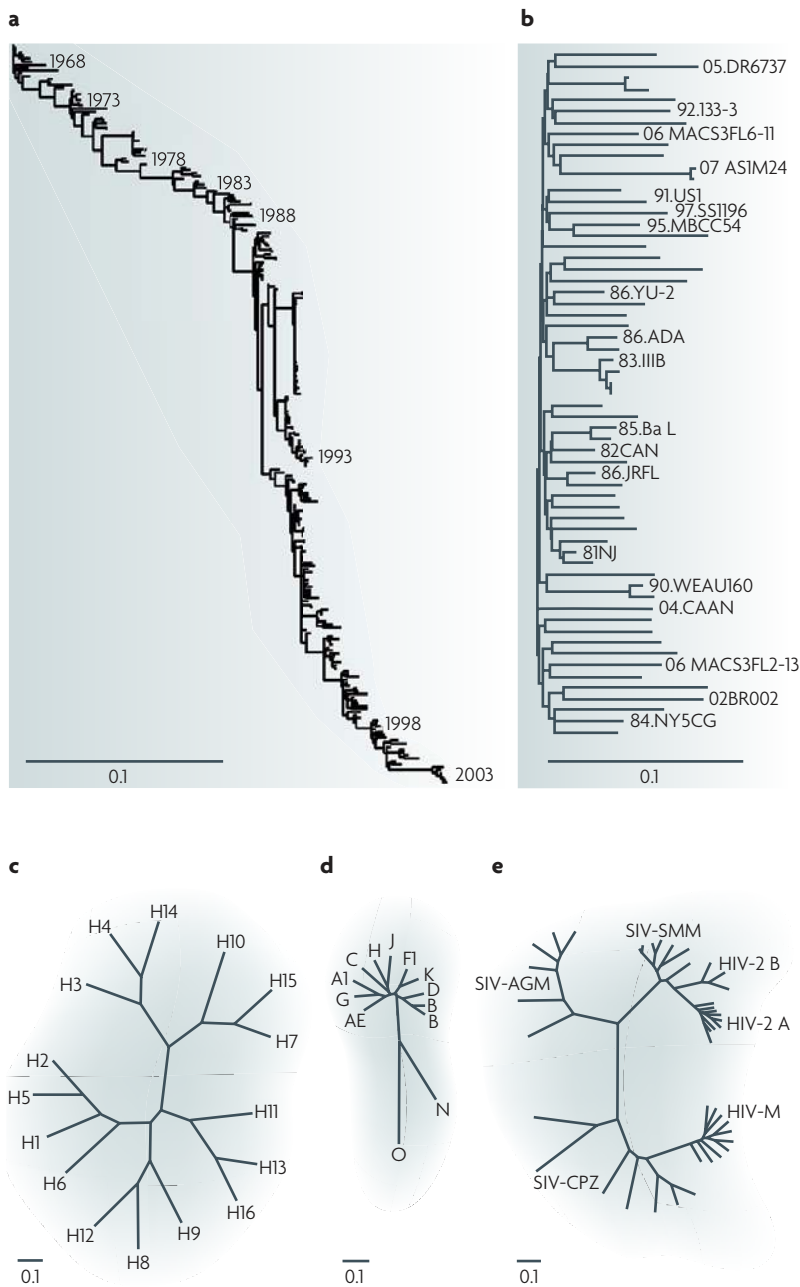 a
1968
1973
1978
1983
1988
1993
1998
2003
0.1
b
05.DR6737
92.133-3
06 MACS3FL6-11
07 AS1M24
91.US1
97.SS1196
95.MBCC54
86.YU-2
86.ADA
83.IIIB
85.Ba L
82CAN
86.JRFL
81NJ
90.WEAU160
04.CAAN
06 MACS3FL2-13
02BR002
84.NY5CG
0.1
c
H14
H4
H10
H3
H15
H7
H2
H5
H1
H11
H6
H13
H16
H12
H9
H8
0.1
d
J
H
F1
C
A1
K
D
G
B
AE
B
N
O
0.1
e
SIV-SMM
HIV-2 B
SIV-AGM
HIV-2 A
HIV-M
SIV-CPZ
0.1